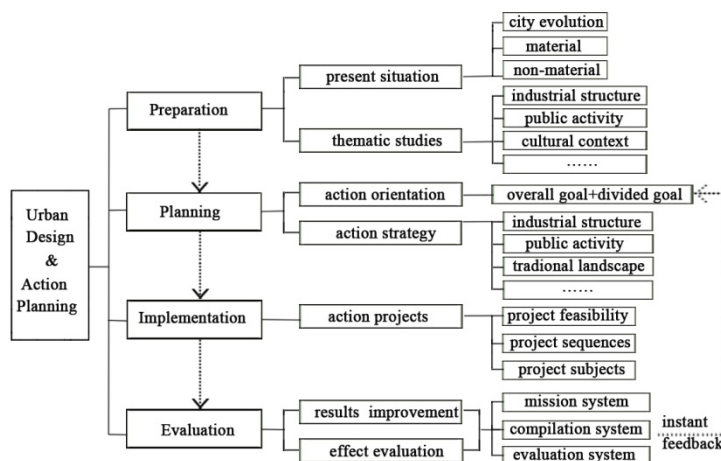 Urban
Design
&
Action
Planning
Preparation
present situation
city evolution
material
non-material
thematic studies
industrial structure
public activity
cultural context
......
Planning
action orientation
overall goal+divided goal
action strategy
industrial structure
public activity
tradional landscape
......
Implementation
action projects
project feasibility
project sequences
project subjects
Evaluation
results improvement
effect evaluation
mission system
compilation system
evaluation system
instant
feedback